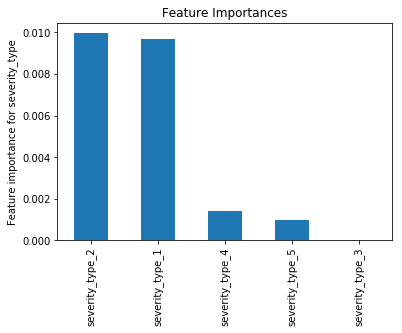 Feature Importances
Feature importance for severity_type
0.010
0.008
0.006
0.004
0.002
0.000
severity_type_2
severity_type_1
severity_type_4
severity_type_5
severity_type_3